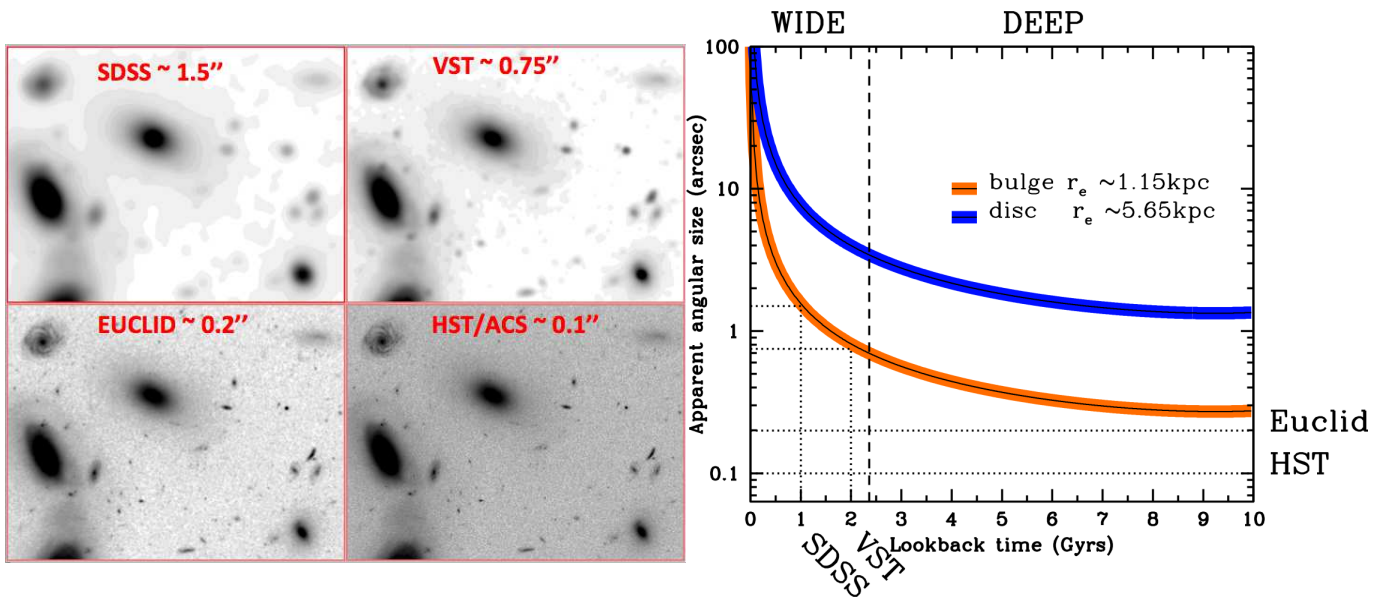 SDSS ~ 1.5”
VST ~ 0.75”
EUCLID ~ 0.2”
HST/ACS ~ 0.1”
WIDE DEEP
Apparent angular size (arcsec)
100
10
1
0.1
bulge rₑ ~1.15kpc
disc rₑ ~5.65kpc
Euclid
HST
0 1 2 3 4 5 6 7 8 9 10
SDSS
VST
Lookback time (Gyrs)